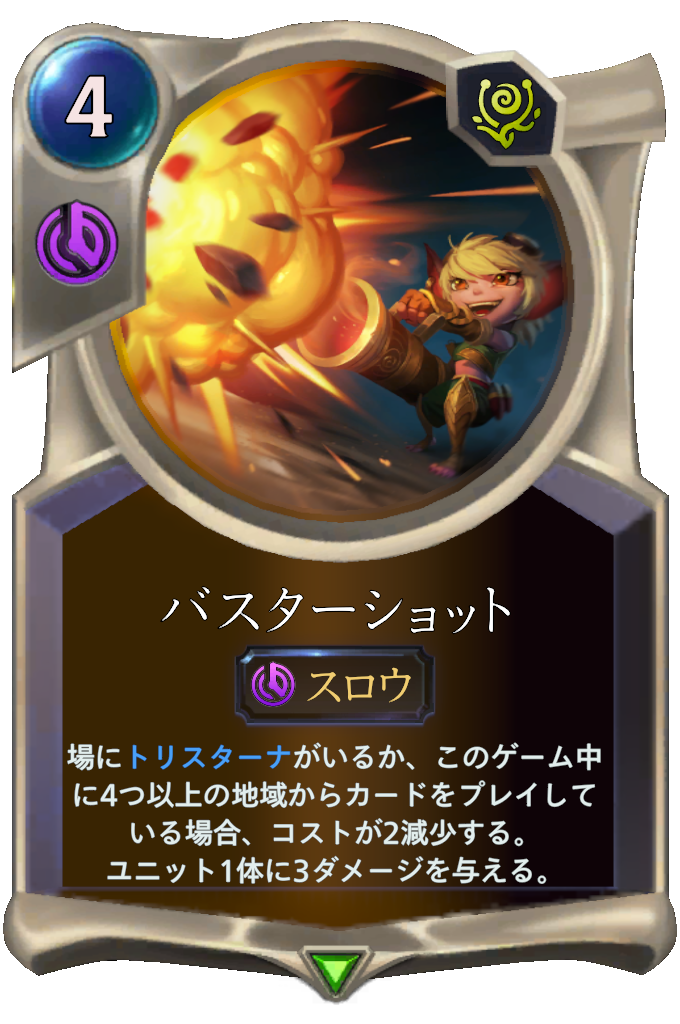 4
バスターショット
スロウ
場にトリスターナがいるか、このゲーム中
に4つ以上の地域からカードをプレイして
いる場合、コストが2減少する。
ユニット1体に3ダメージを与える。